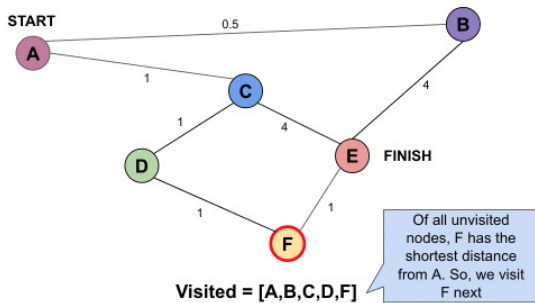 START
0.5
B
A
1
C
1
4
4
D
E
FINISH
1
1
F
Of all unvisited
nodes, F has the
shortest distance
from A. So, we visit
F next
Visited = [A,B,C,D,F]